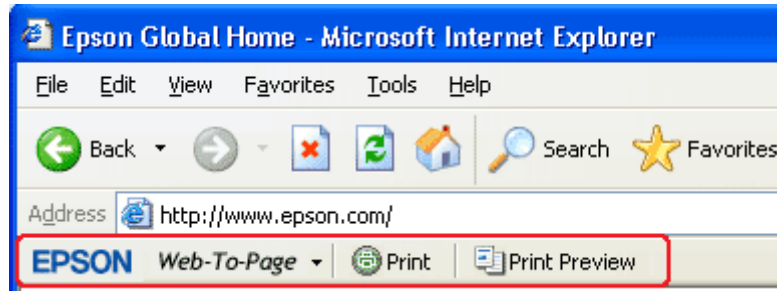 Epson Global Home - Microsoft Internet Explorer
File Edit View Favorites Tools Help
Back Search Favorites
Address http://www.epson.com/
EPSON Web-To-Page Print Print Preview